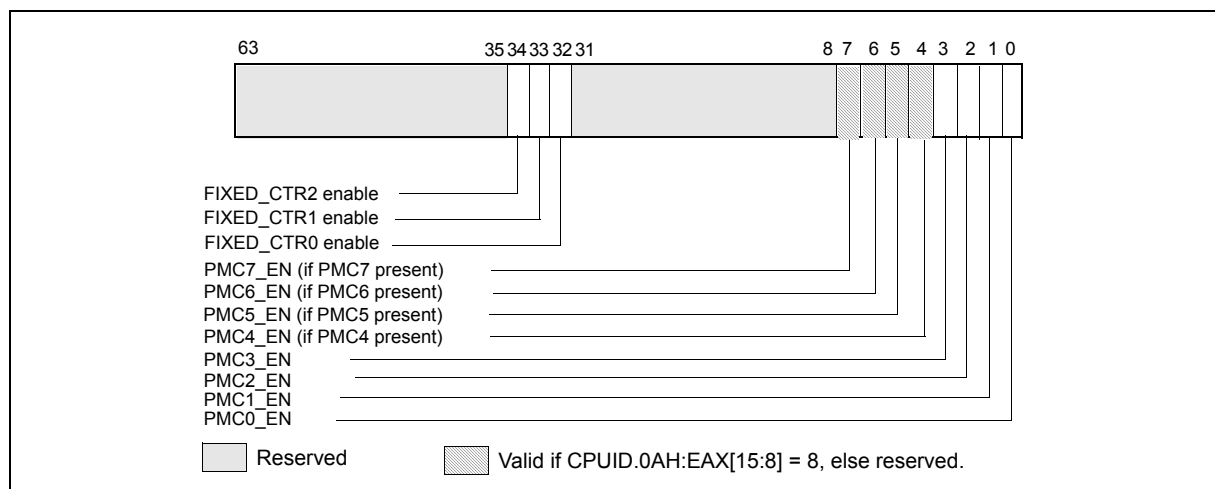 63 35 34 33 32 31 8 7 6 5 4 3 2 1 0
FIXED_CTR2 enable
FIXED_CTR1 enable
FIXED_CTR0 enable
PMC7_EN (if PMC7 present)
PMC6_EN (if PMC6 present)
PMC5_EN (if PMC5 present)
PMC4_EN (if PMC4 present)
PMC3_EN
PMC2_EN
PMC1_EN
PMC0_EN
Reserved Valid if CPUID.0AH:EAX[15:8] = 8, else reserved.